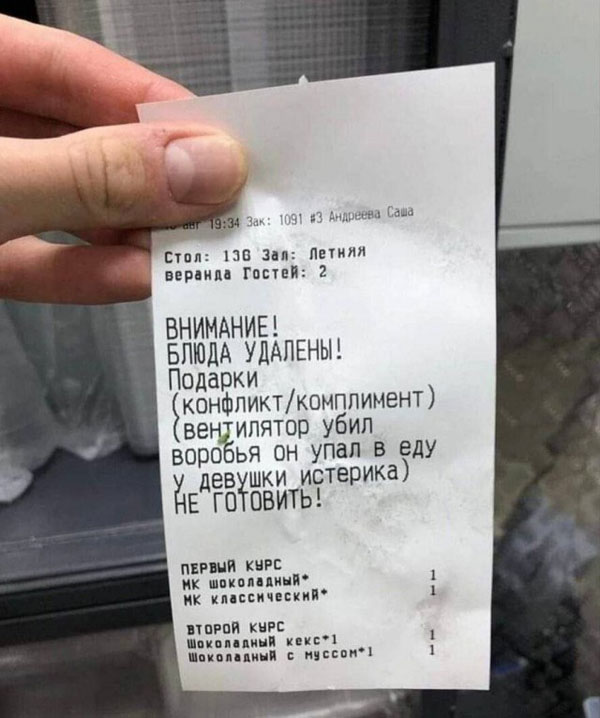 авг 19:34 Зак: 1091 #3 Андреева Саша
Стол: 136 Зал: Летняя
веранда Гостей: 2
ВНИМАНИЕ!
БЛЮДА УДАЛЕНЫ!
Подарки
(конфликт/комплимент)
(вентилятор убил
воробья он упал в еду
у девушки истерика)
НЕ ГОТОВИТЬ!
ПЕРВЫЙ КУРС
МК шоколадный* 1
МК классический* 1
ВТОРОЙ КУРС
Шоколадный кекс*1 1
Шоколадный с муссом*1 1